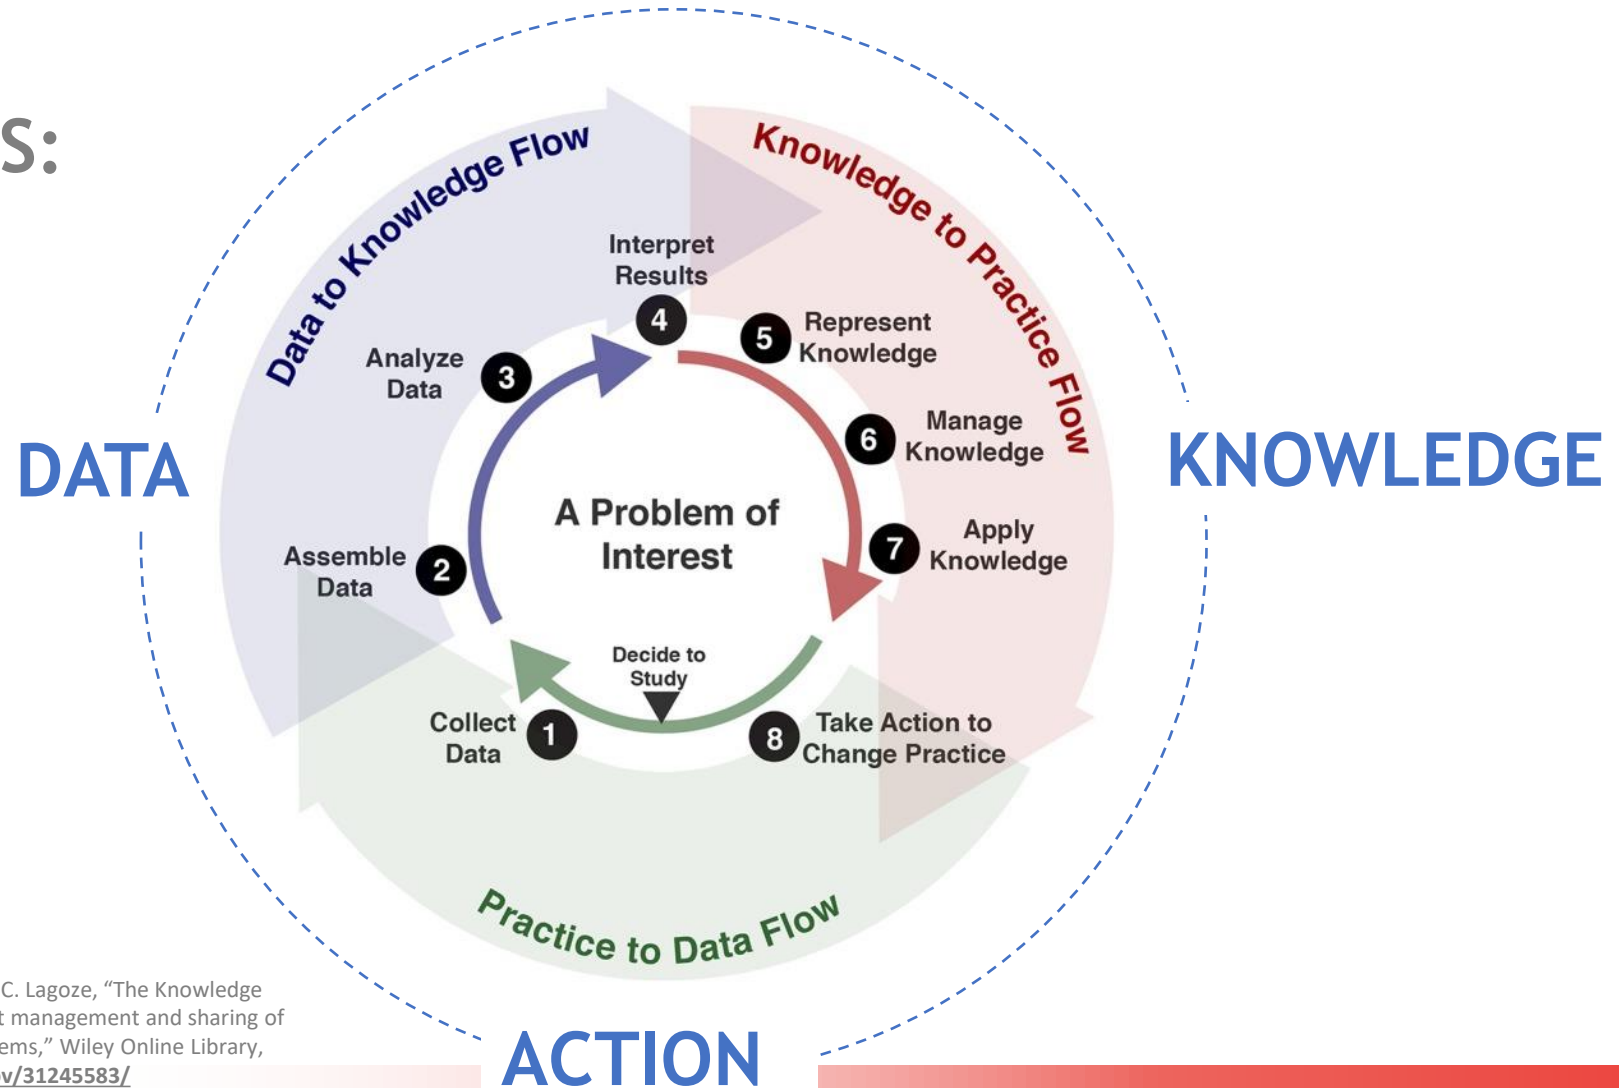 S:
Data to Knowledge Flow
Knowledge to Practice Flow
Interpret
Results
4
5
Represent
Knowledge
Analyze
Data
3
6
Manage
Knowledge
DATA
KNOWLEDGE
A Problem of
Interest
7
Apply
Knowledge
Assemble
Data
2
Decide to
Study
Collect
Data
1
8
Take Action to
Change Practice
Practice to Data Flow
C. Lagoze, “The Knowledge
t management and sharing of
ems,” Wiley Online Library,
ov/31245583/
ACTION